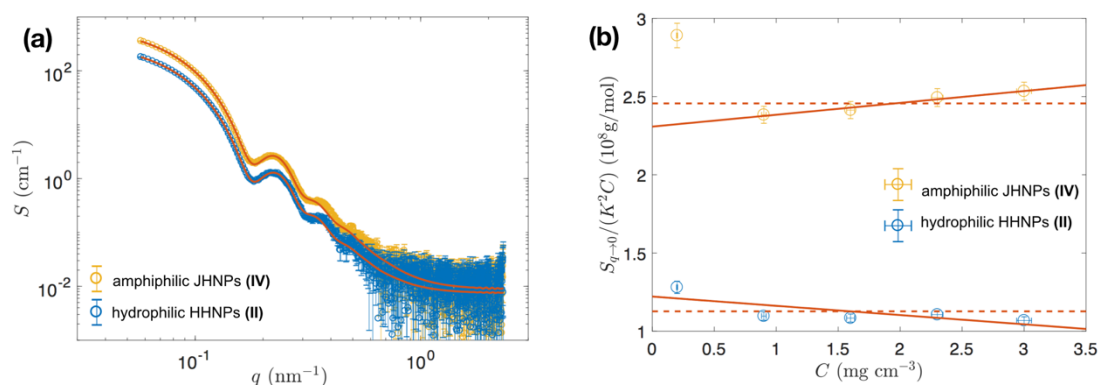 (a)
10²
10⁰
10⁻²
S (cm⁻¹)
amphiphilic JHNPs (IV)
hydrophilic HHNPs (II)
10⁻¹
10⁰
q (nm⁻¹)
(b)
3
2.5
2
1.5
1
S_{q→0}/(K²C) (10⁸g/mol)
amphiphilic JHNPs (IV)
hydrophilic HHNPs (II)
0
0.5
1
1.5
2
2.5
3
3.5
C (mg cm⁻³)